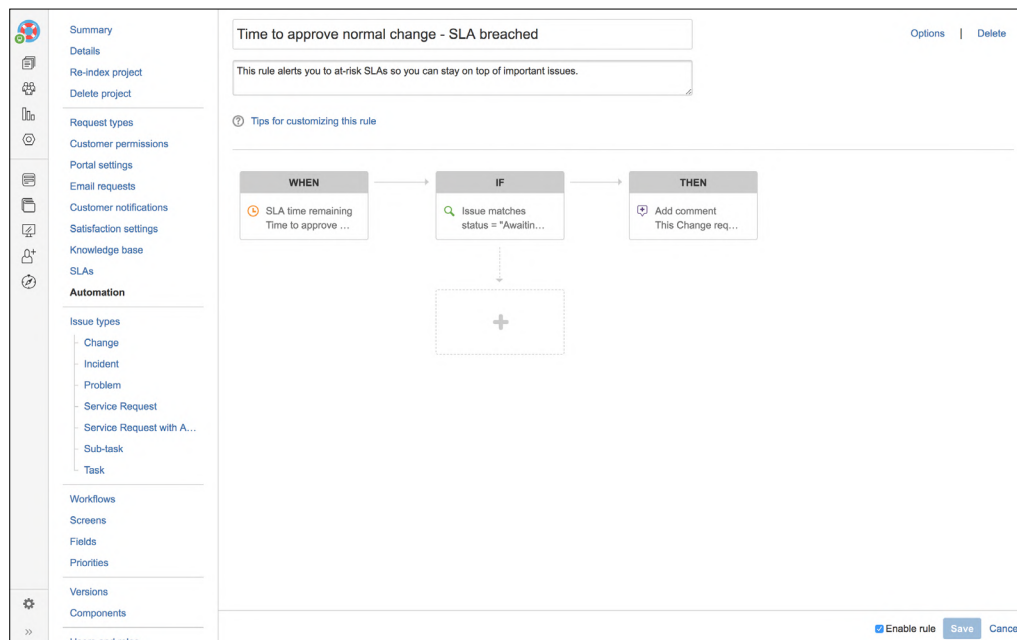 Summary
Details
Re-index project
Delete project
Request types
Customer permissions
Portal settings
Email requests
Customer notifications
Satisfaction settings
Knowledge base
SLAs
Automation
Issue types
Change
Incident
Problem
Service Request
Service Request with A...
Sub-task
Task
Workflows
Screens
Fields
Priorities
Versions
Components
Time to approve normal change - SLA breached
Options | Delete
This rule alerts you to at-risk SLAs so you can stay on top of important issues.
Tips for customizing this rule
WHEN
SLA time remaining
Time to approve ...
IF
Issue matches
status = "Awaitin...
THEN
Add comment
This Change req...
Enable rule
Save
Cance